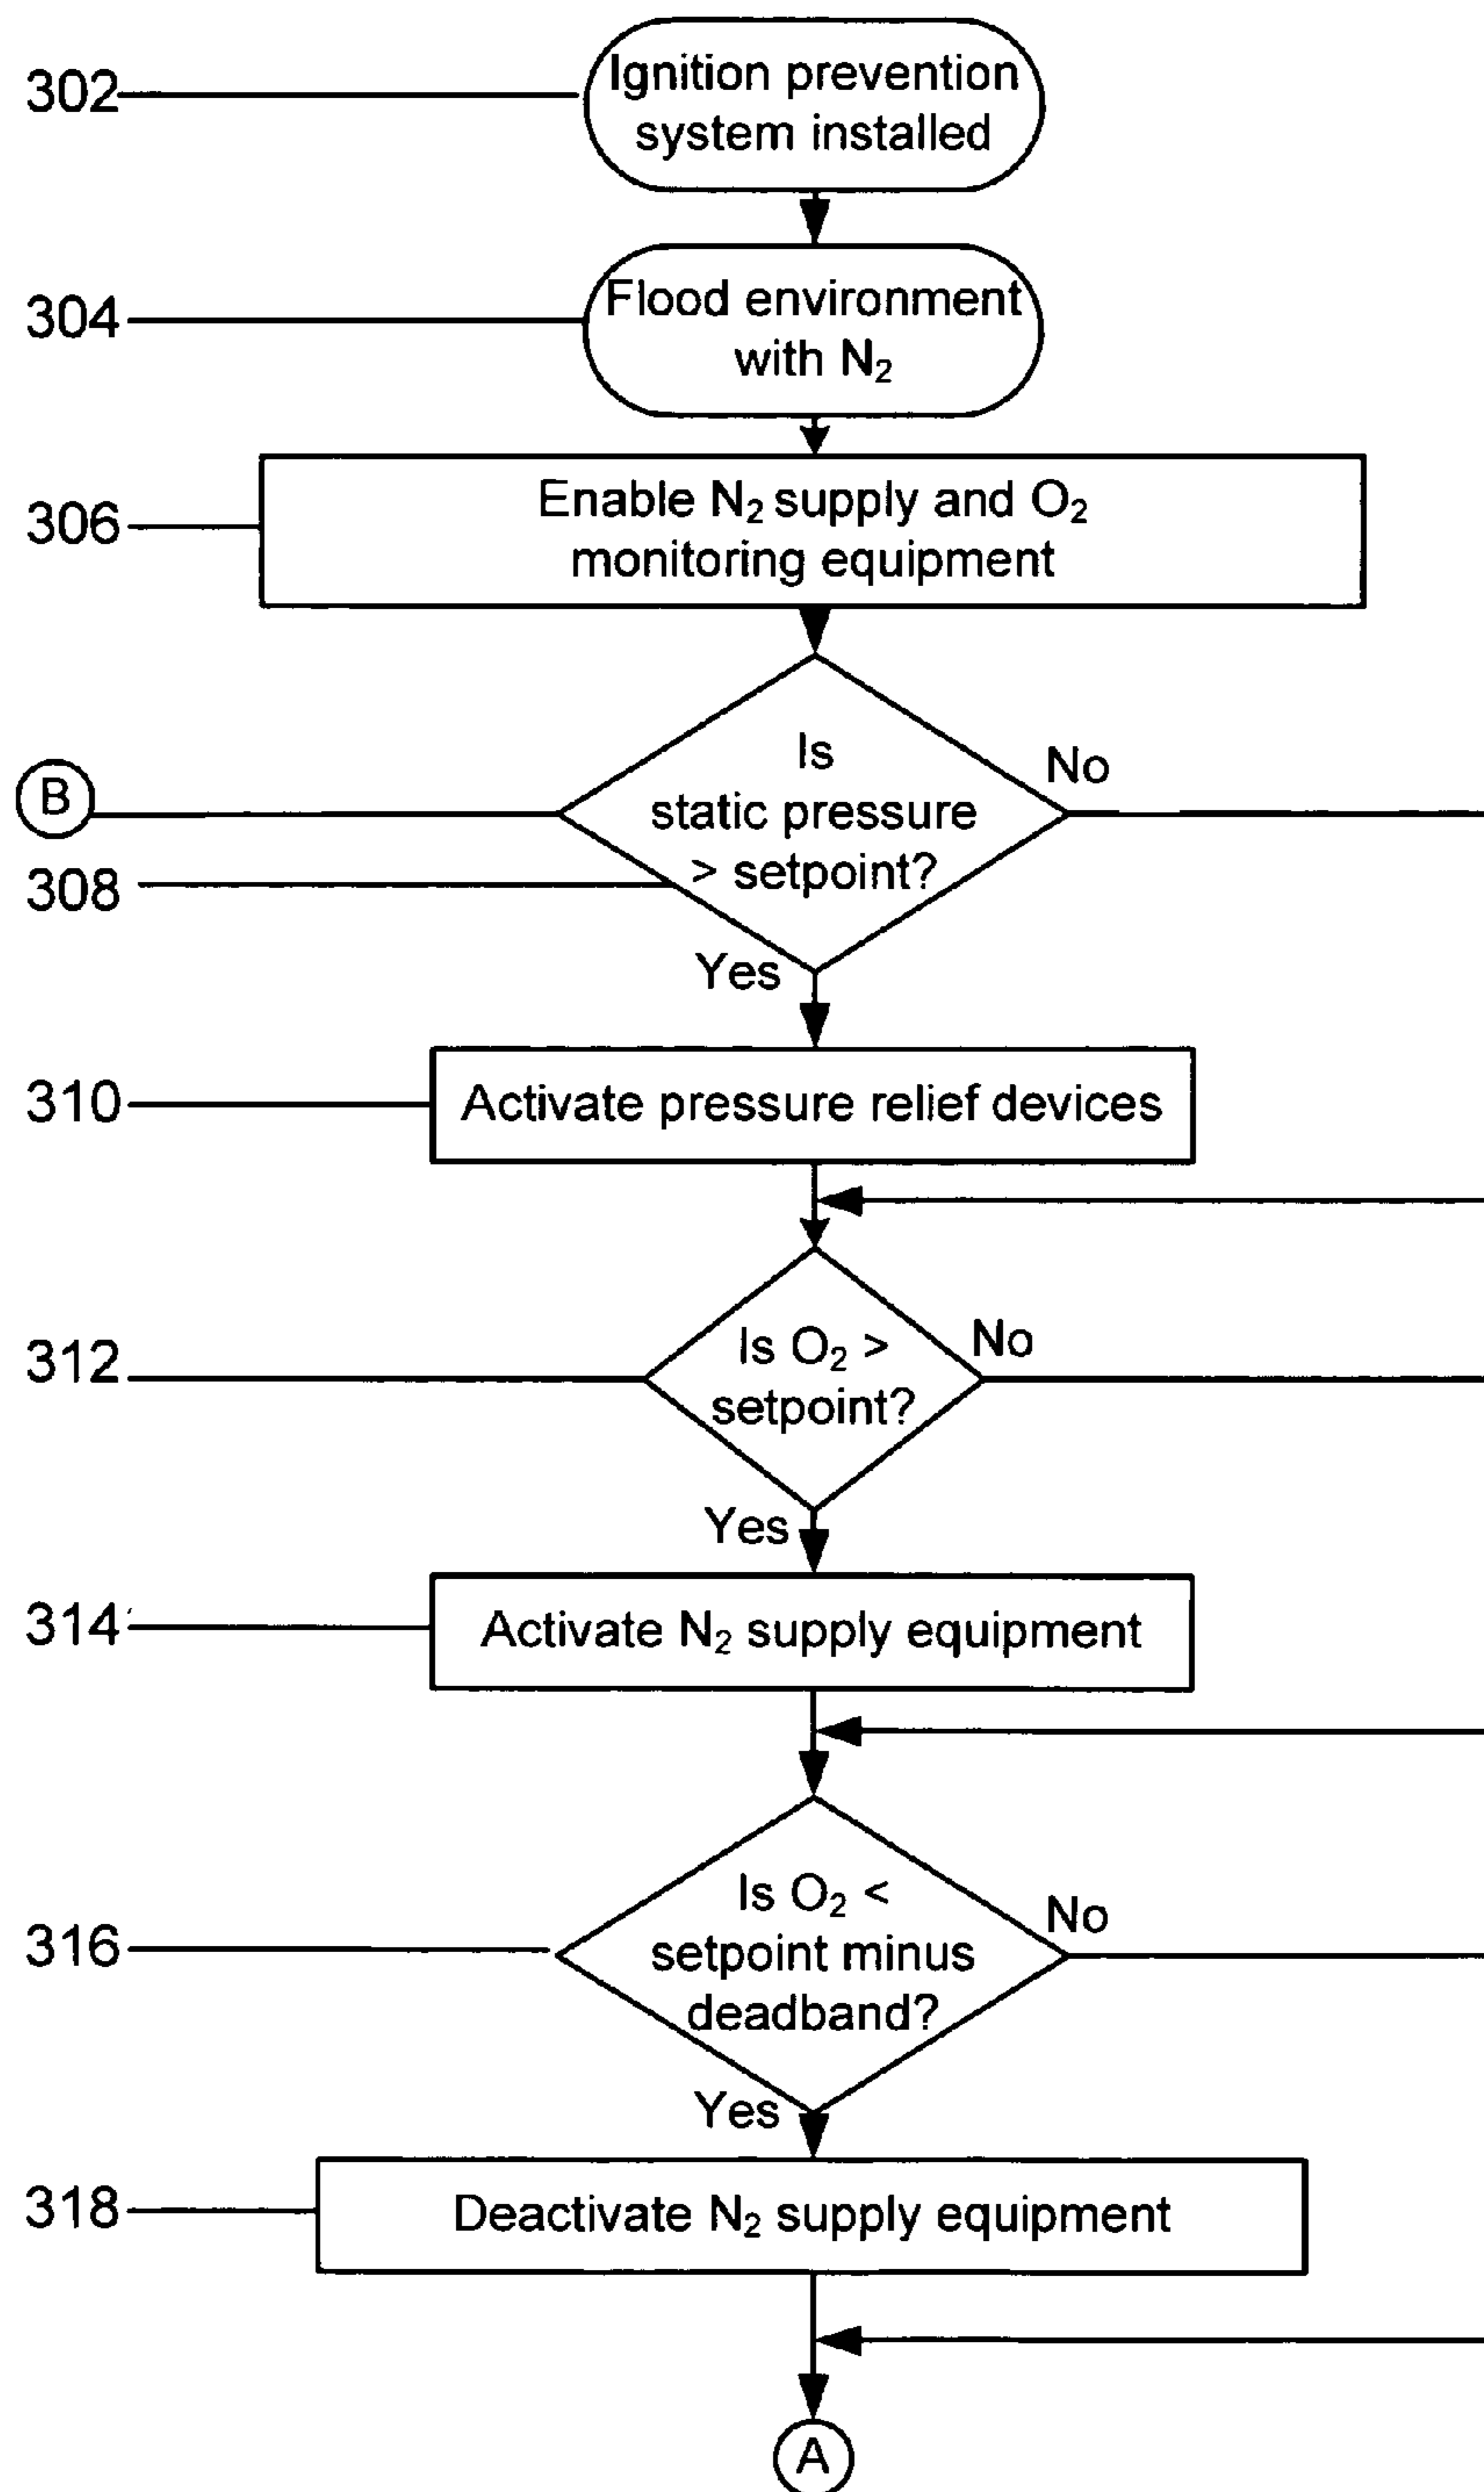 302
Ignition prevention
system installed
304
Flood environment
with N₂
306
Enable N₂ supply and O₂
monitoring equipment
B
Is
static pressure
> setpoint?
No
308
Yes
310
Activate pressure relief devices
312
Is O₂ >
setpoint?
No
Yes
314
Activate N₂ supply equipment
316
Is O₂ <
setpoint minus
deadband?
No
Yes
318
Deactivate N₂ supply equipment
A